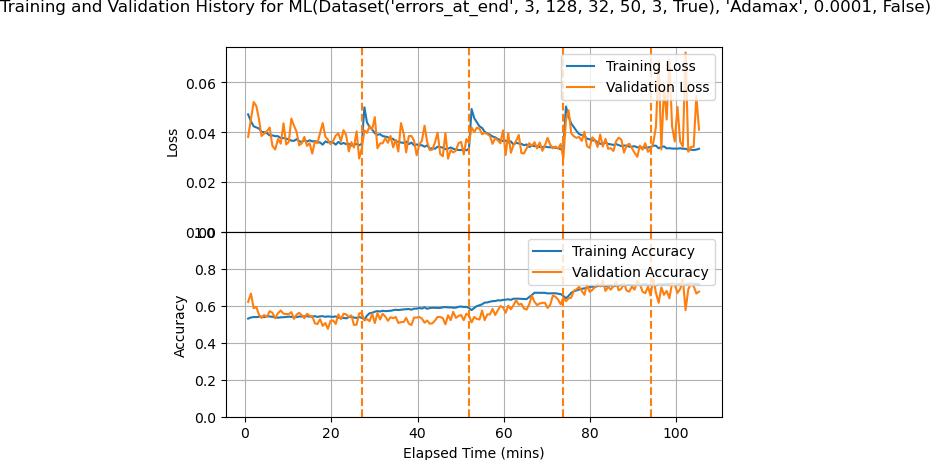 Training and Validation History for ML(Dataset('errors_at_end', 3, 128, 32, 50, 3, True), 'Adamax', 0.0001, False)
Training Loss
Validation Loss
0.06
0.04
0.02
0.00
Loss
1.0
Training Accuracy
Validation Accuracy
0.8
0.6
0.4
0.2
0.0
Accuracy
0 20 40 60 80 100
Elapsed Time (mins)